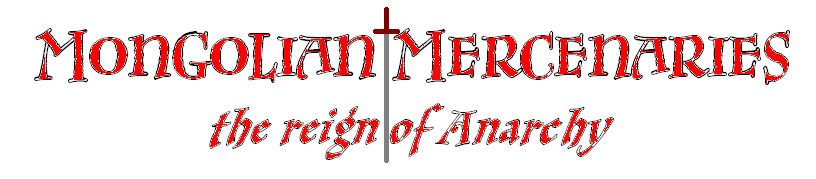 Mongolian Mercenaries
the reign of Anarchy